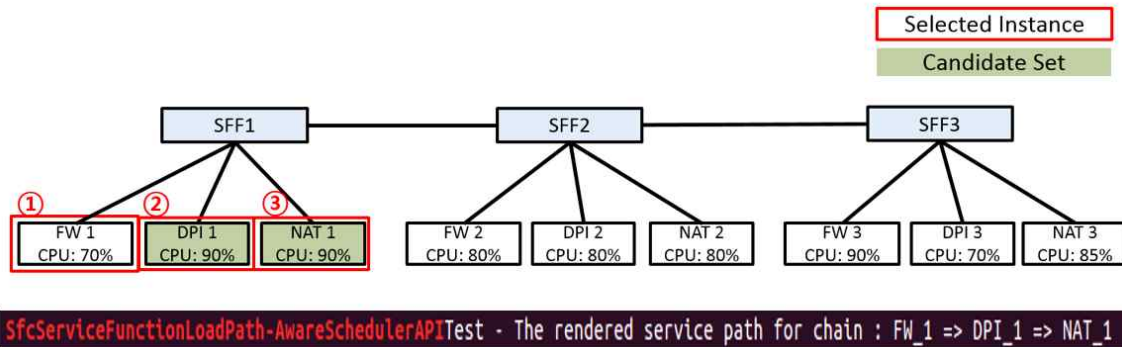 Selected Instance
Candidate Set
SFF1
SFF2
SFF3
① ② ③
FW 1
CPU: 70%
DPI 1
CPU: 90%
NAT 1
CPU: 90%
FW 2
CPU: 80%
DPI 2
CPU: 80%
NAT 2
CPU: 80%
FW 3
CPU: 90%
DPI 3
CPU: 70%
NAT 3
CPU: 85%
SfcServiceFunctionLoadPath-AwareSchedulerAPITest - The rendered service path for chain : FW_1 => DPI_1 => NAT_1